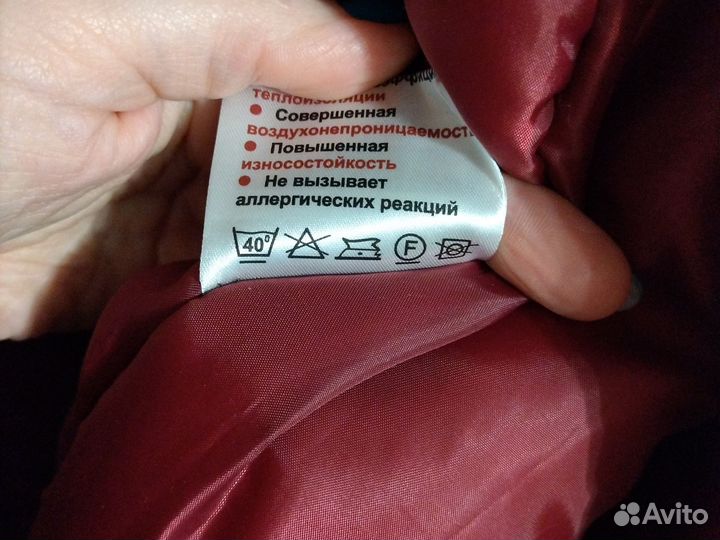 теплоизоляции
• Совершенная
воздухонепроницаемость
• Повышенная
износостойкость
• Не вызывает
аллергических реакций
40° F
Avito